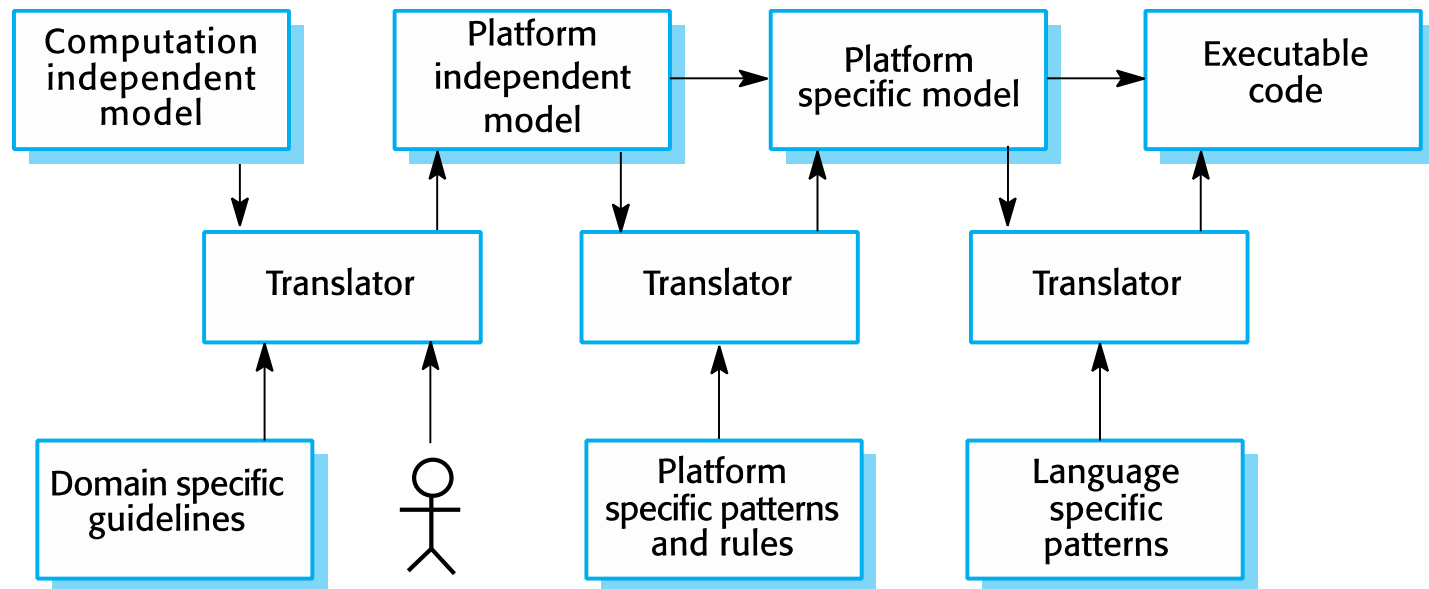 Computation
independent
model
Platform
independent
model
Platform
specific model
Executable
code
Translator
Translator
Translator
Domain specific
guidelines
Platform
specific patterns
and rules
Language
specific
patterns